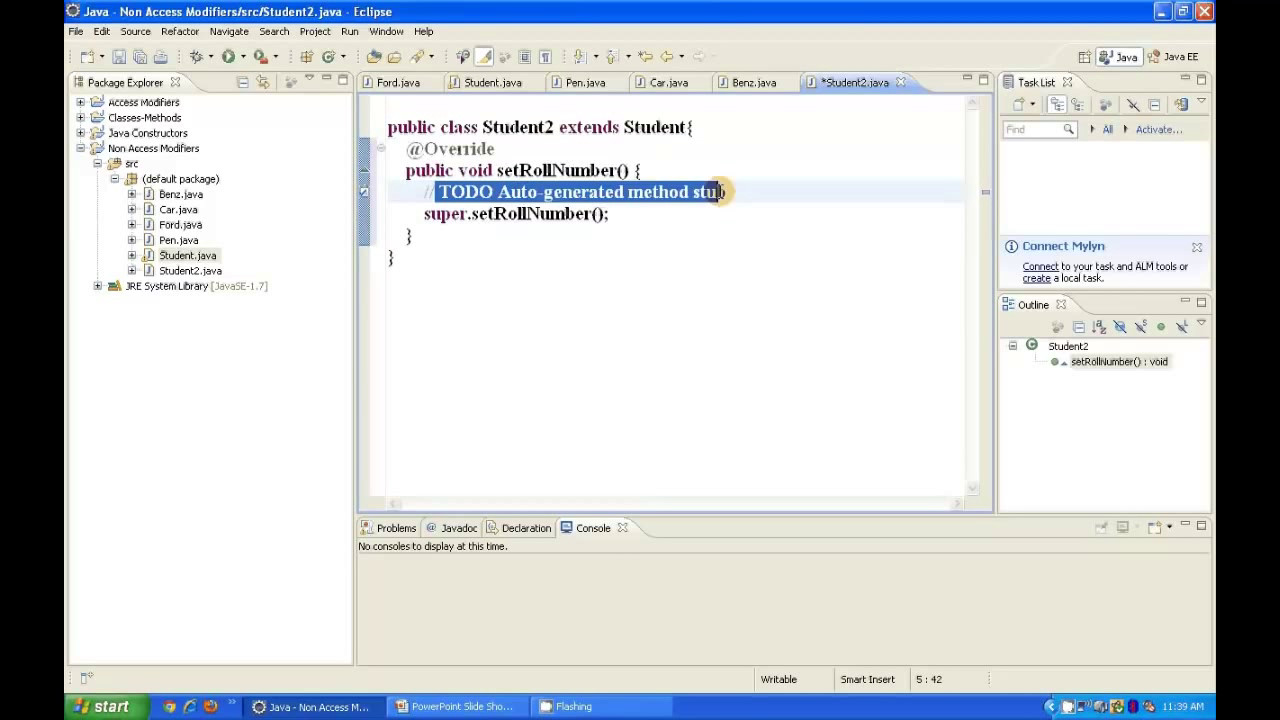 Java - Non Access Modifiers/src/Student2.java - Eclipse
File Edit Source Refactor Navigate Search Project Run Window Help
Java Java EE
Package Explorer
Access Modifiers
Classes-Methods
Java Constructors
Non Access Modifiers
src
(default package)
Benz.java
Car.java
Ford.java
Pen.java
Student.java
Student2.java
JRE System Library [JavaSE-1.7]
Ford.java Student.java Pen.java Car.java Benz.java *Student2.java
public class Student2 extends Student{
@Override
public void setRollNumber() {
// TODO Auto-generated method stub
super.setRollNumber();
}
}
Task List
Find All Activate...
Connect Mylyn
Connect to your task and ALM tools or
create a local task.
Outline
Student2
setRollNumber() : void
Problems @ Javadoc Declaration Console
No consoles to display at this time.
Writable Smart Insert 5 : 42
start Java - Non Access M... PowerPoint Slide Sho... Flashing 11:39 AM